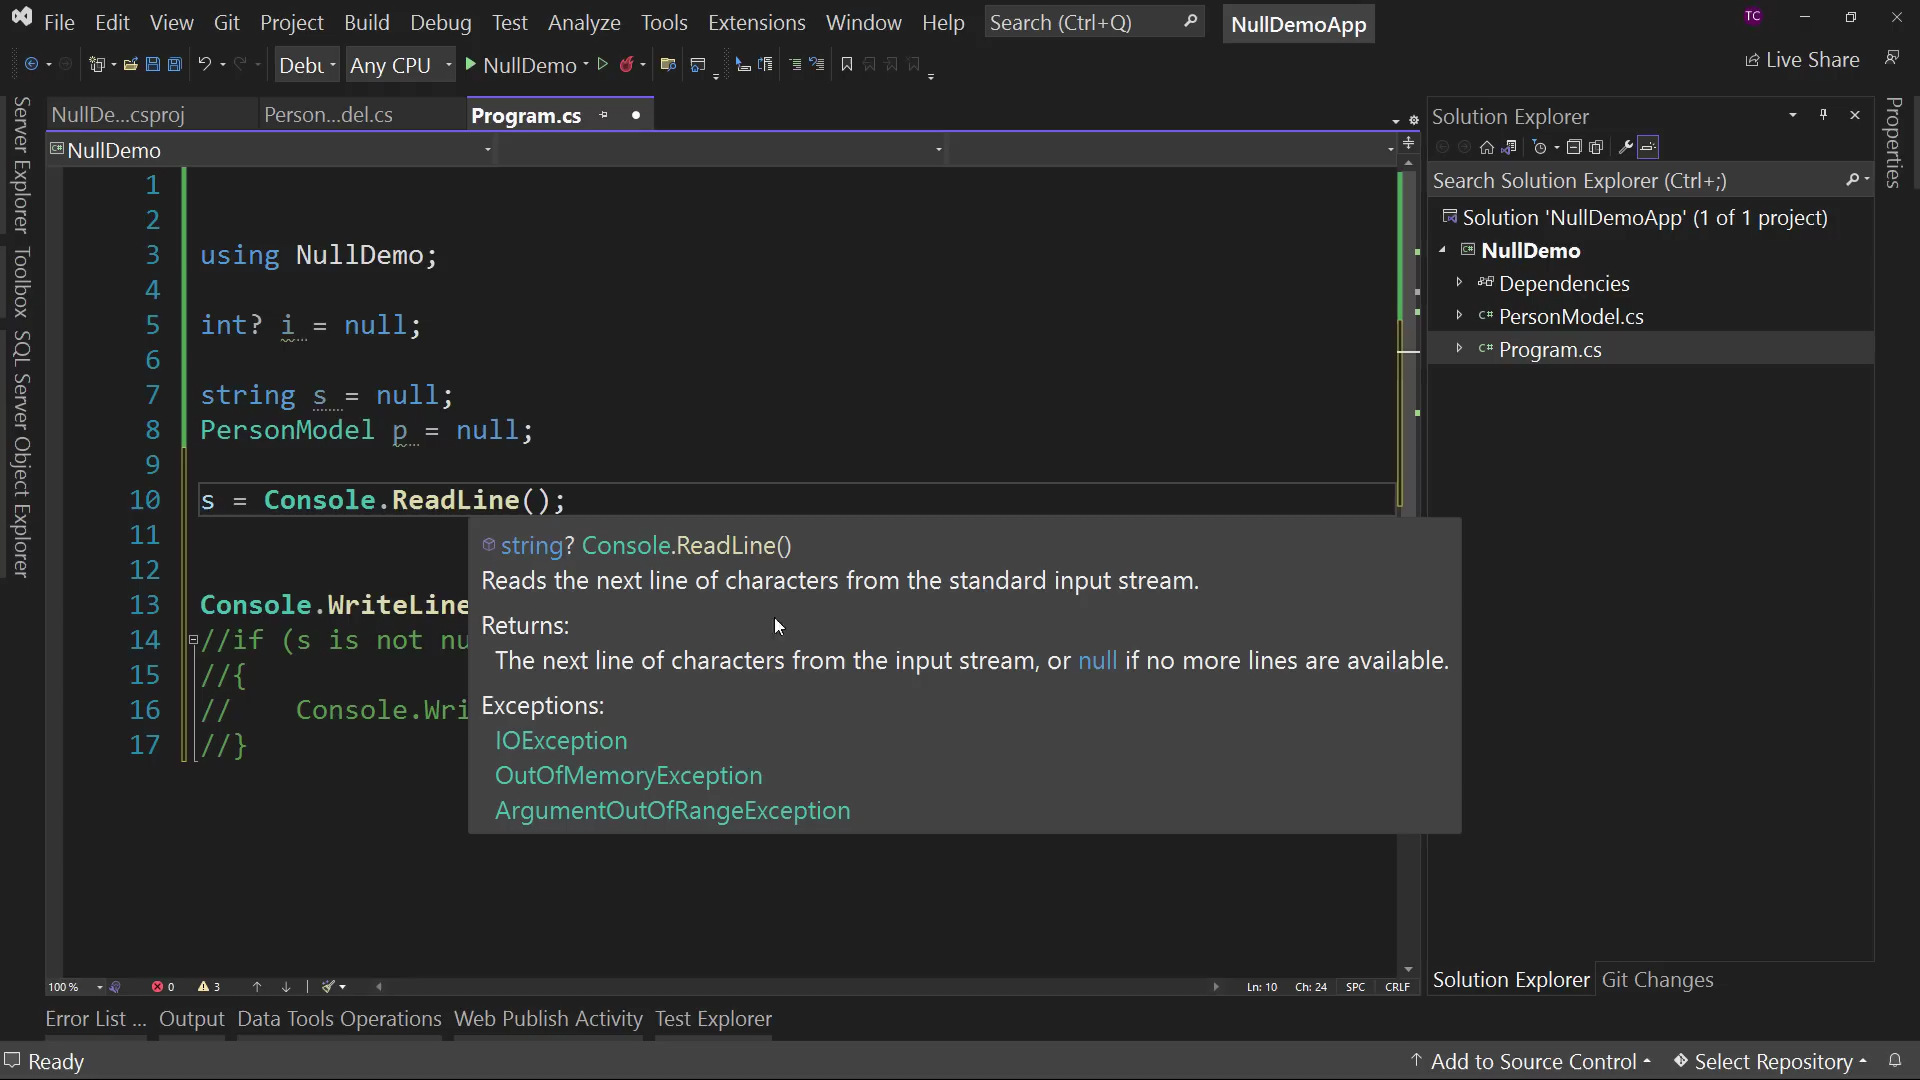 File Edit View Git Project Build Debug Test Analyze Tools Extensions Window Help Search (Ctrl+Q) NullDemoApp TC
Debu Any CPU NullDemo Live Share
NullDe...csproj Person...del.cs Program.cs
NullDemo
1
2
3 using NullDemo;
4
5 int? i = null;
6
7 string s = null;
8 PersonModel p = null;
9
10 s = Console.ReadLine();
11
12
13 Console.WriteLine
14 //if (s is not nu
15 //{
16 // Console.Wri
17 //}
string? Console.ReadLine()
Reads the next line of characters from the standard input stream.
Returns:
The next line of characters from the input stream, or null if no more lines are available.
Exceptions:
IOException
OutOfMemoryException
ArgumentOutOfRangeException
Server Explorer
Toolbox
SQL Server Object Explorer
Solution Explorer
Search Solution Explorer (Ctrl+;)
Solution 'NullDemoApp' (1 of 1 project)
NullDemo
Dependencies
C# PersonModel.cs
C# Program.cs
Properties
Solution Explorer Git Changes
100 % 0 3 Ln: 10 Ch: 24 SPC CRLF
Error List ... Output Data Tools Operations Web Publish Activity Test Explorer
Ready Add to Source Control Select Repository